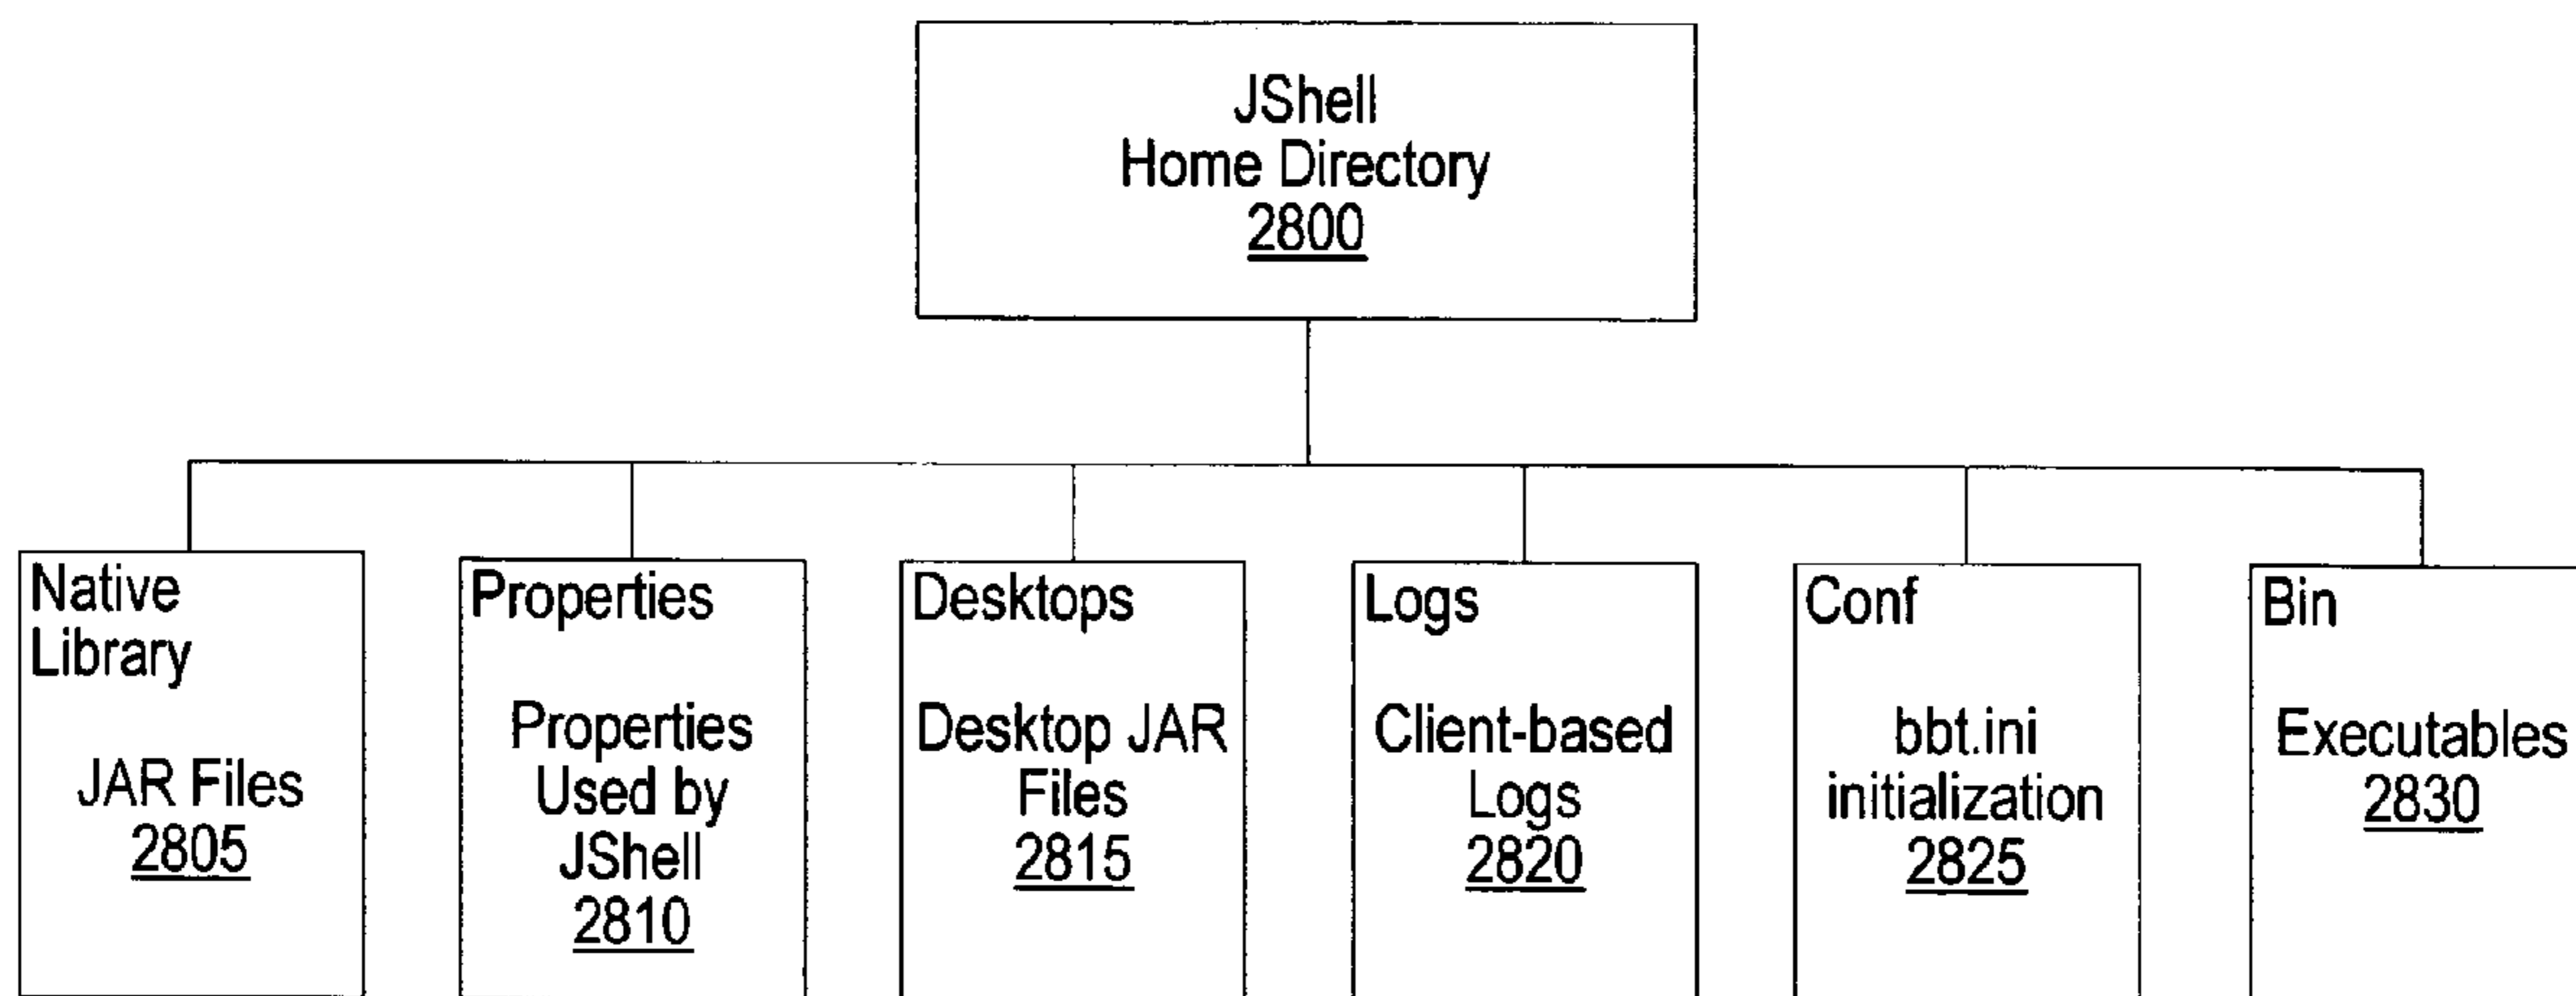 JShell
Home Directory
2800
Native
Library
JAR Files
2805
Properties
Properties
Used by
JShell
2810
Desktops
Desktop JAR
Files
2815
Logs
Client-based
Logs
2820
Conf
bbt.ini
initialization
2825
Bin
Executables
2830